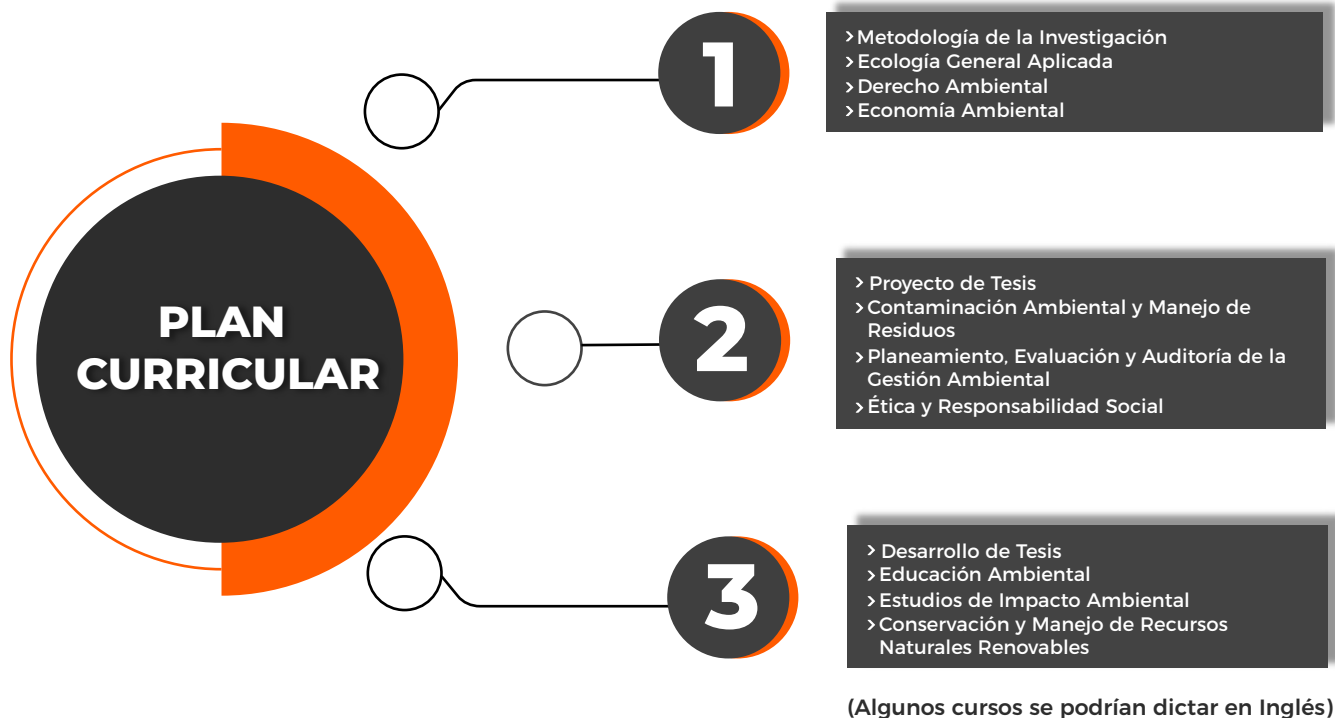 PLAN
CURRICULAR
1
> Metodología de la Investigación
> Ecología General Aplicada
> Derecho Ambiental
> Economía Ambiental
2
> Proyecto de Tesis
> Contaminación Ambiental y Manejo de
Residuos
> Planeamiento, Evaluación y Auditoría de la
Gestión Ambiental
> Ética y Responsabilidad Social
3
> Desarrollo de Tesis
> Educación Ambiental
> Estudios de Impacto Ambiental
> Conservación y Manejo de Recursos
Naturales Renovables
(Algunos cursos se podrían dictar en Inglés)